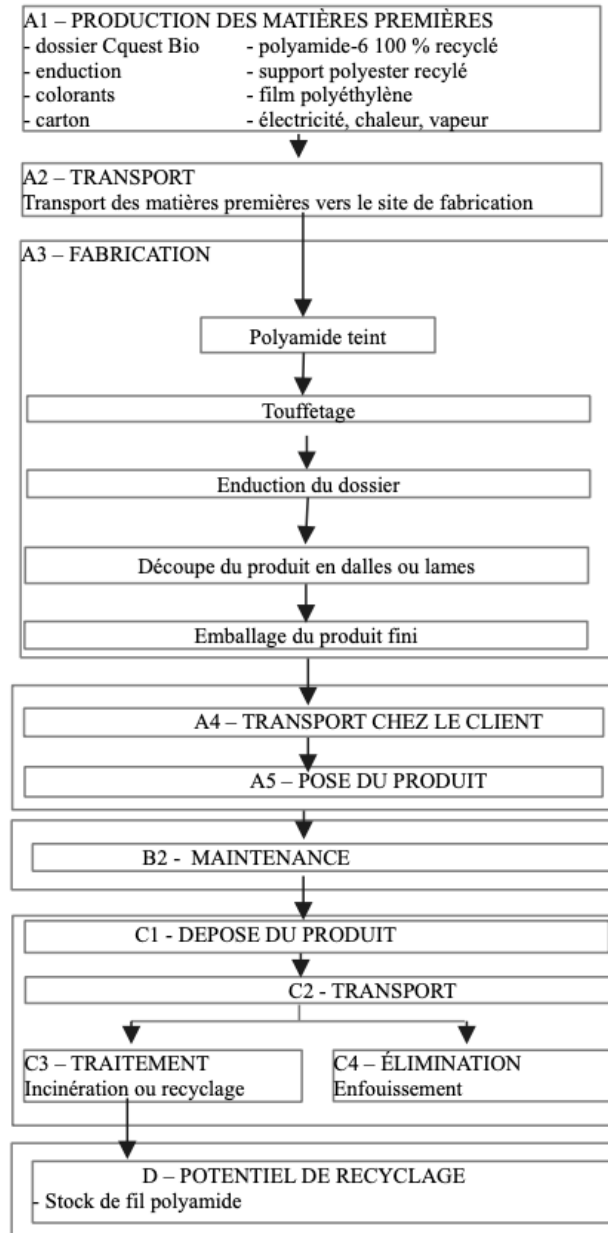 A1 – PRODUCTION DES MATIÈRES PREMIÈRES
- dossier Cquest Bio - polyamide-6 100 % recyclé
- enduction - support polyester recylé
- colorants - film polyéthylène
- carton - électricité, chaleur, vapeur
A2 – TRANSPORT
Transport des matières premières vers le site de fabrication
A3 – FABRICATION
Polyamide teint
Touffetage
Enduction du dossier
Découpe du produit en dalles ou lames
Emballage du produit fini
A4 – TRANSPORT CHEZ LE CLIENT
A5 – POSE DU PRODUIT
B2 - MAINTENANCE
C1 - DEPOSE DU PRODUIT
C2 - TRANSPORT
C3 – TRAITEMENT
Incinération ou recyclage
C4 – ÉLIMINATION
Enfouissement
D – POTENTIEL DE RECYCLAGE
- Stock de fil polyamide